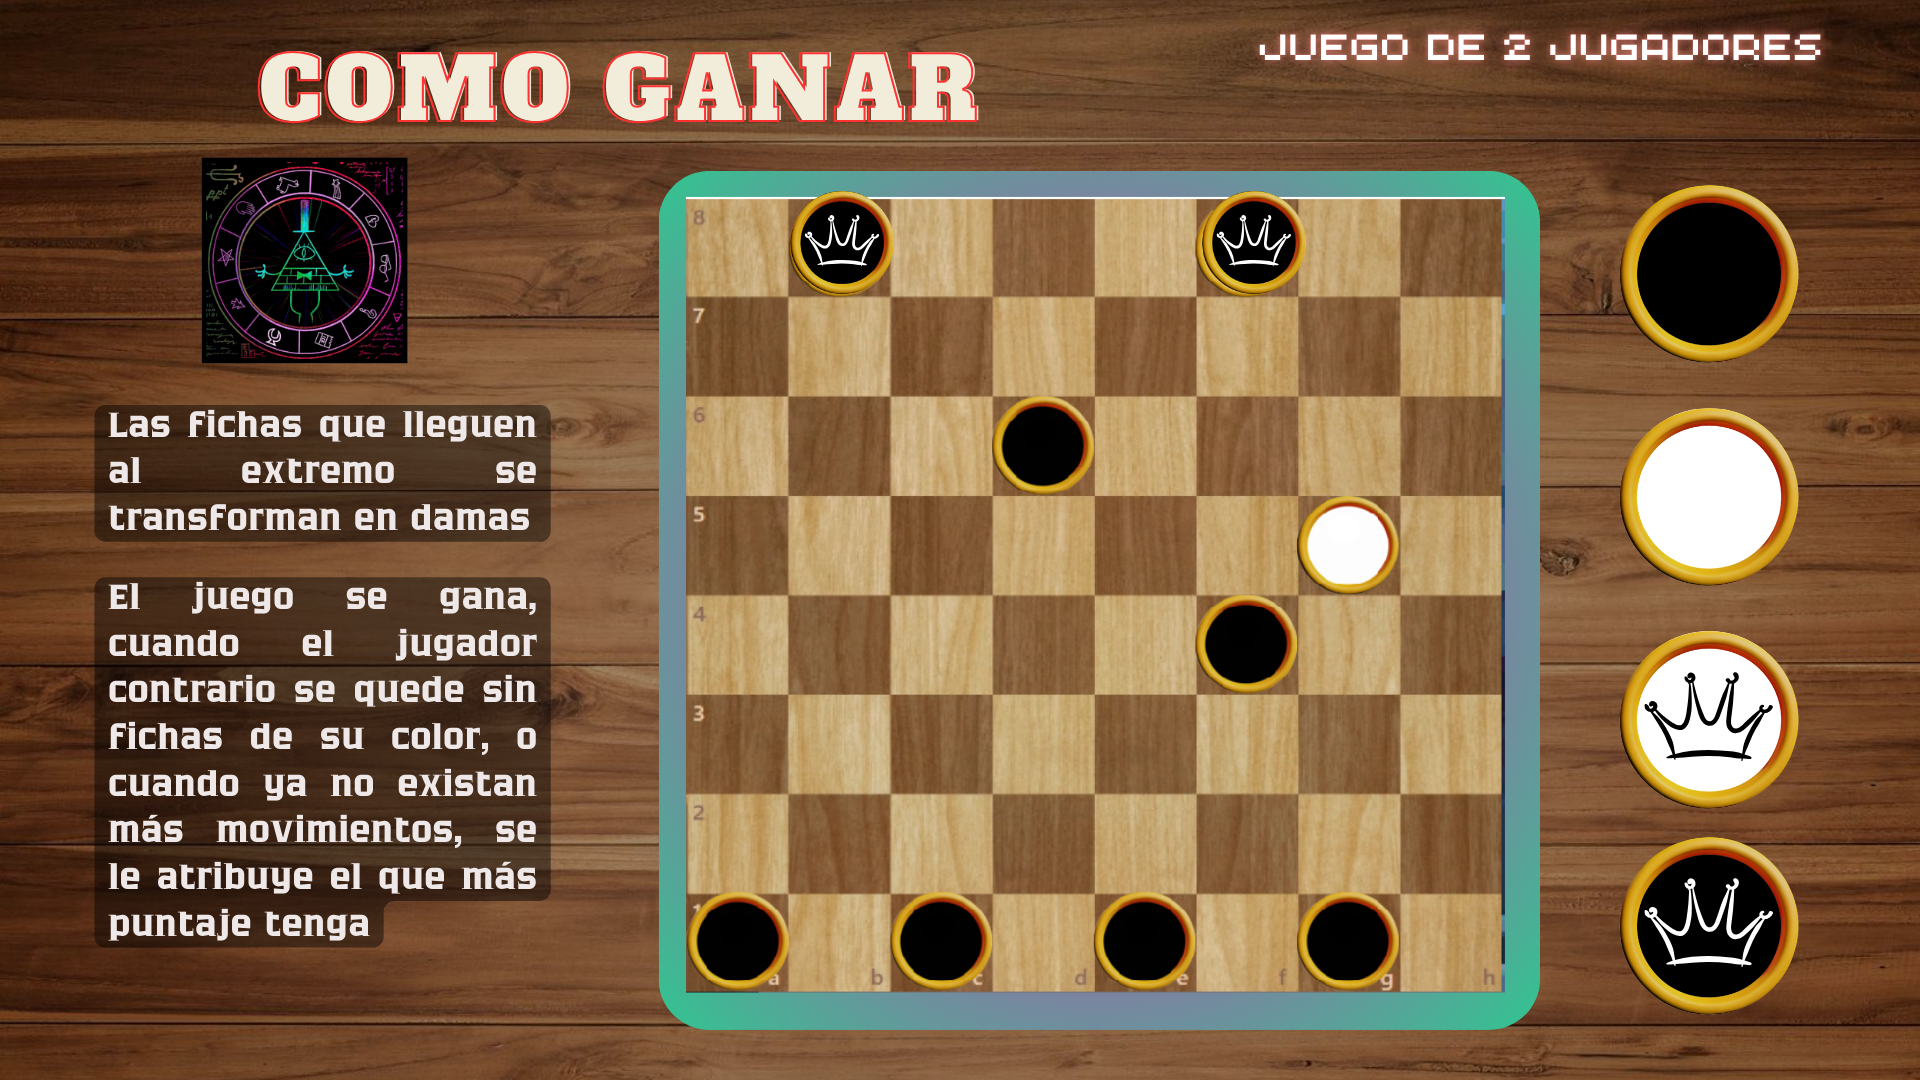 COMO GANAR
JUEGO DE 2 JUGADORES
Las fichas que lleguen
al extremo se
transforman en damas
El juego se gana,
cuando el jugador
contrario se quede sin
fichas de su color, o
cuando ya no existan
más movimientos, se
le atribuye el que más
puntaje tenga
8
7
6
5
4
3
2
a b c d e f g h